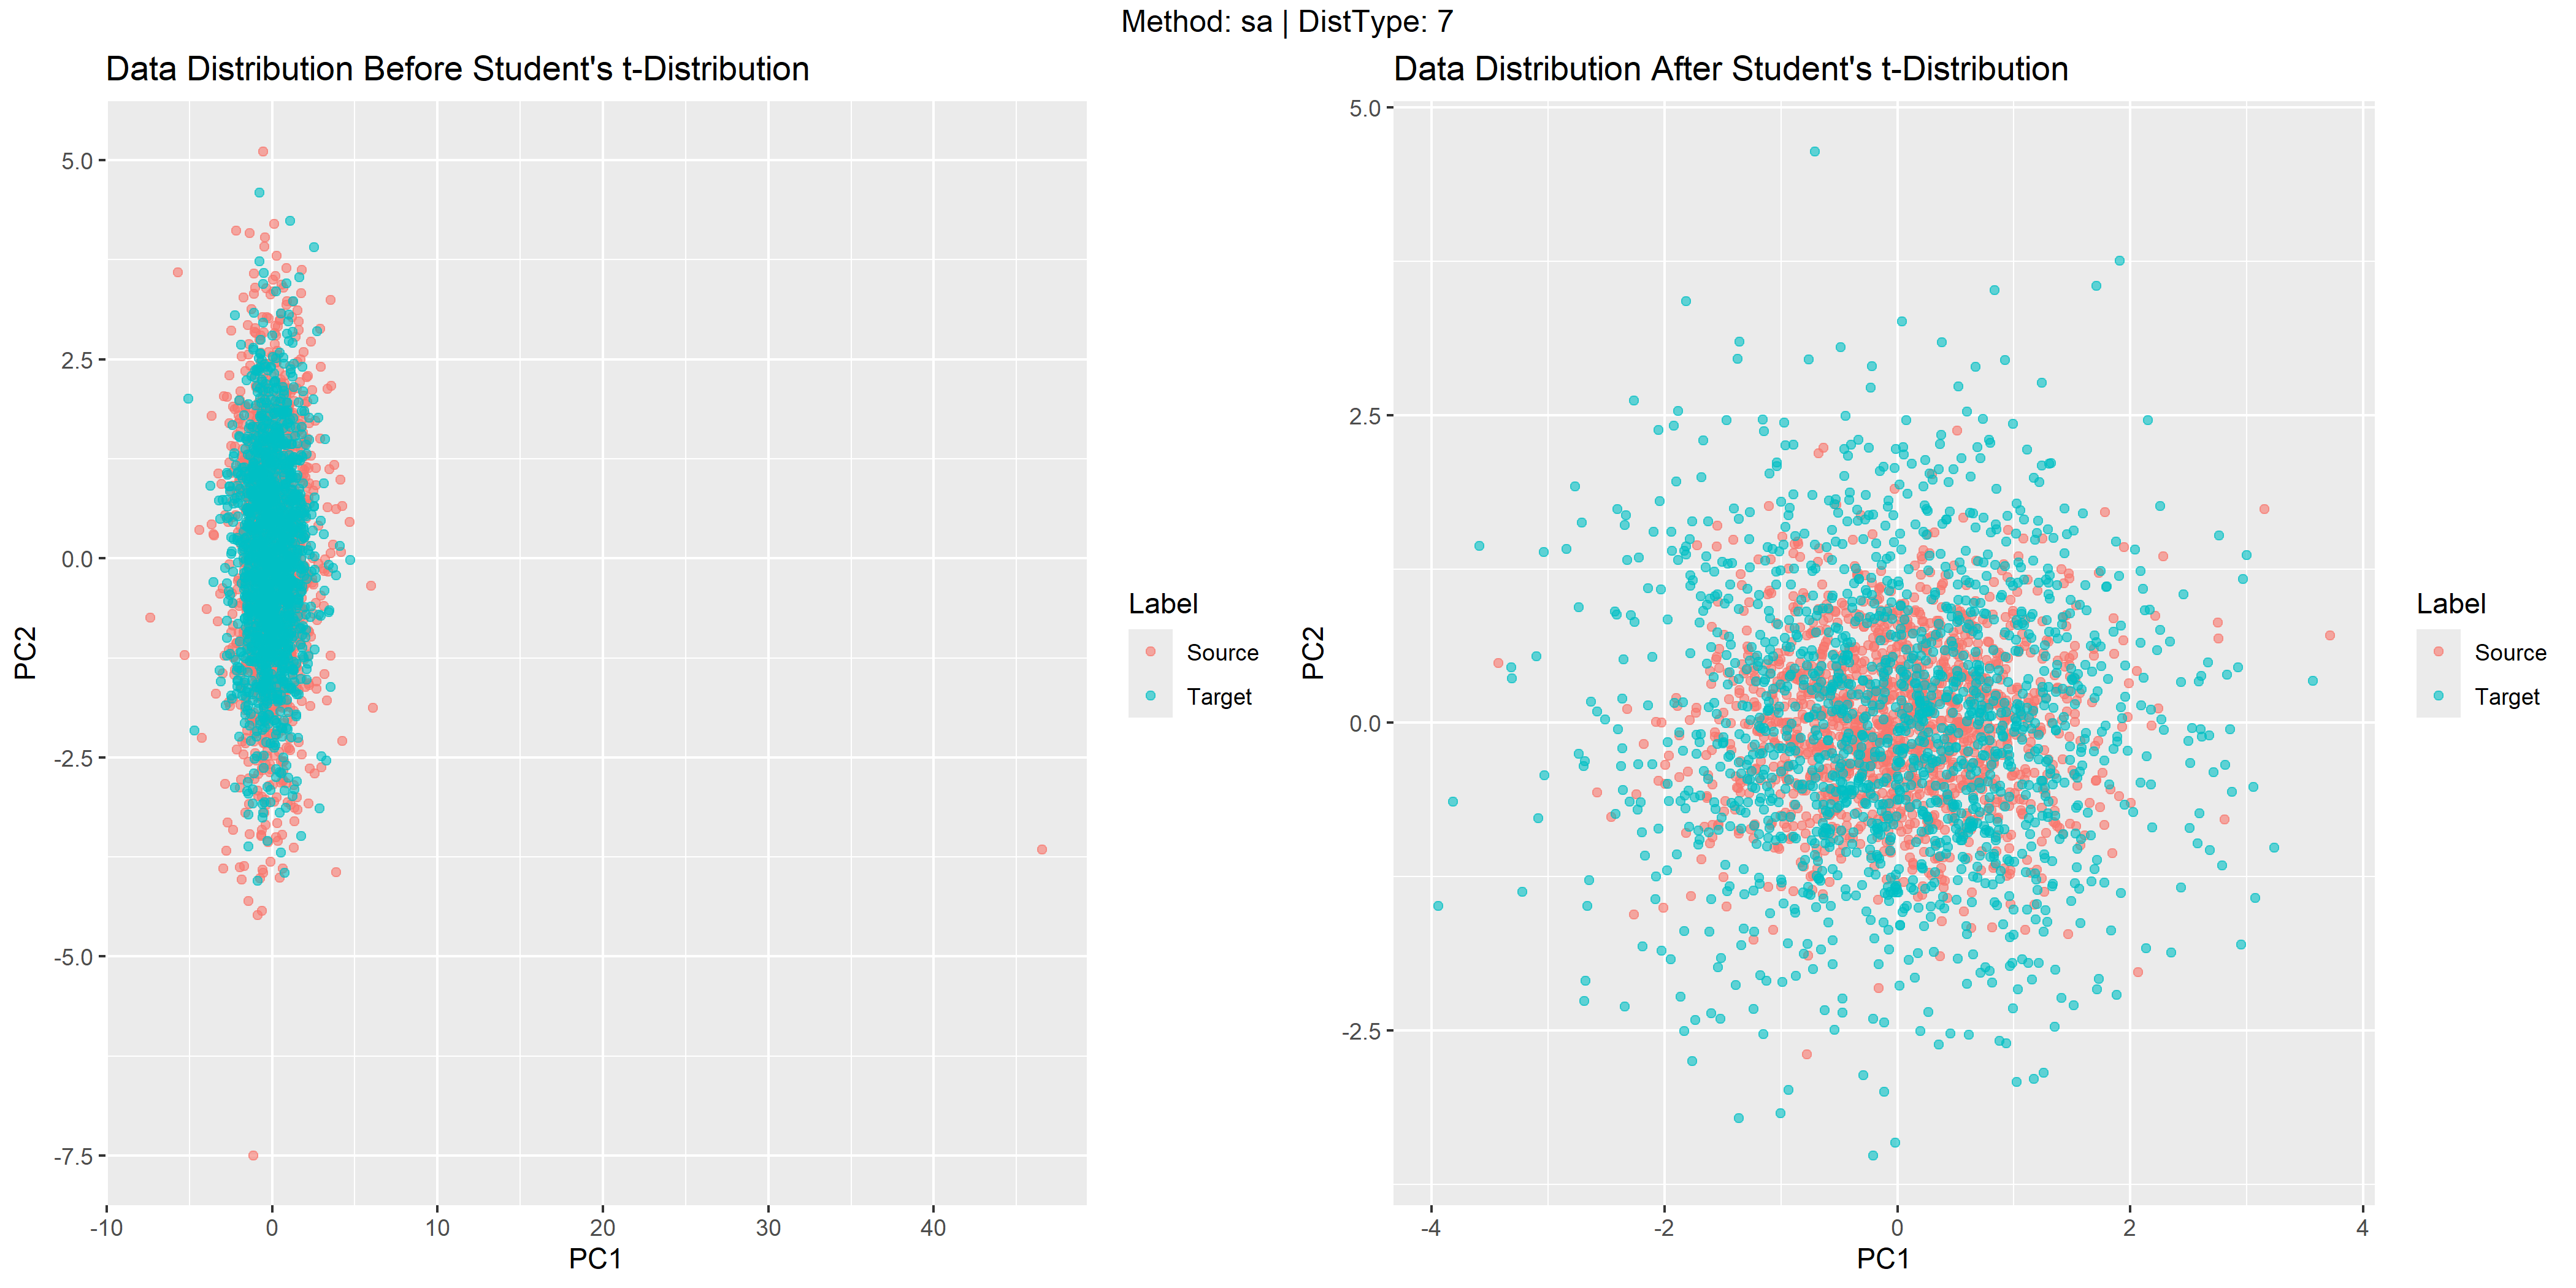 Method: sa | DistType: 7
Data Distribution Before Student's t-Distribution
5.0
2.5
0.0
-2.5
-5.0
-7.5
PC2
-10 0 10 20 30 40
PC1
Label
Source
Target
Data Distribution After Student's t-Distribution
5.0
2.5
0.0
-2.5
PC2
-4 -2 0 2 4
PC1
Label
Source
Target